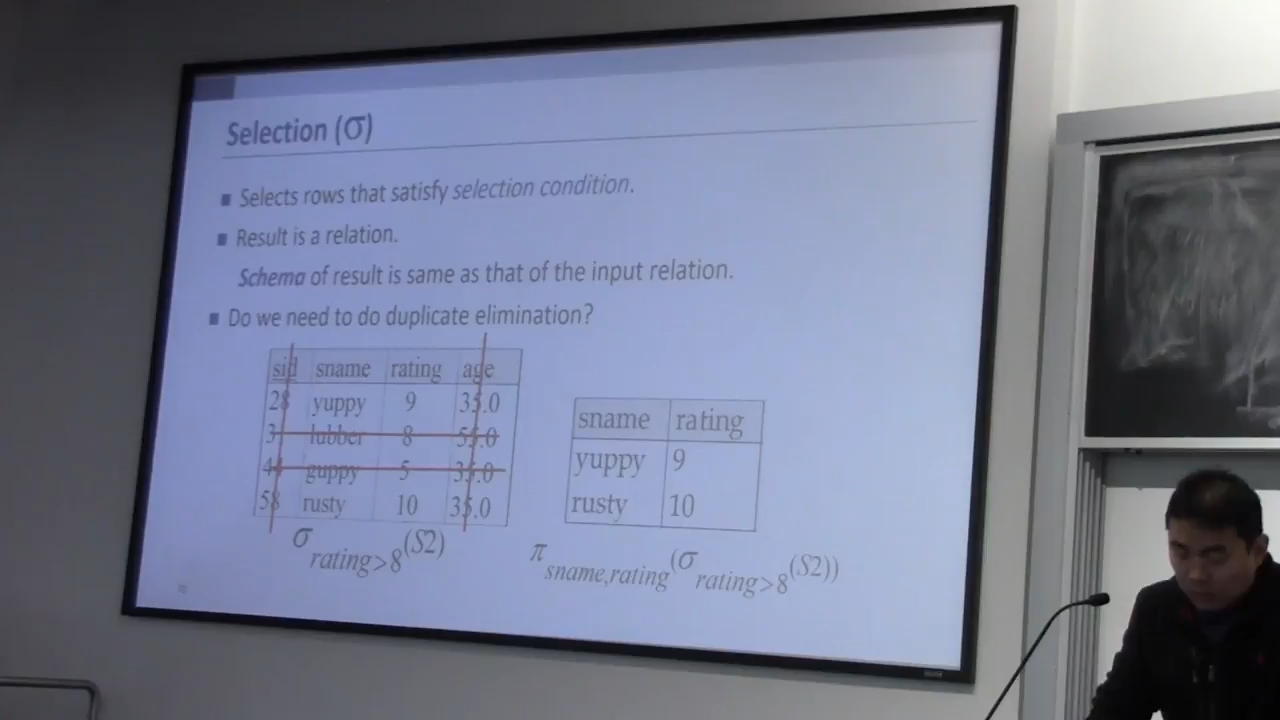 Selection (σ)
■ Selects rows that satisfy selection condition.
■ Result is a relation.
Schema of result is same as that of the input relation.
■ Do we need to do duplicate elimination?
sid sname rating age
28 yuppy 9 35.0
31 lubber 8 55.0
44 guppy 5 35.0
58 rusty 10 35.0
σ rating>8 (S2)
sname rating
yuppy 9
rusty 10
π sname,rating (σ rating>8 (S2))